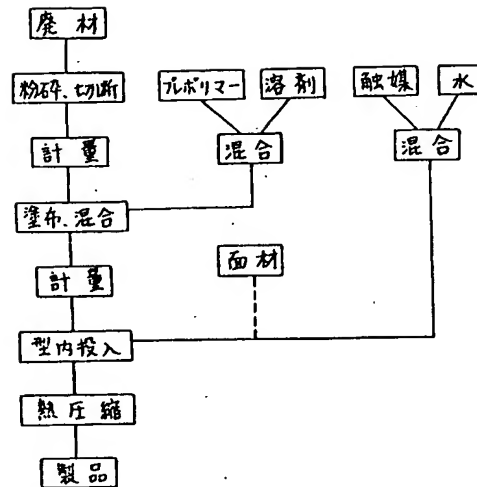 廃材
粉砕、切断
プレポリマー
溶剤
触媒
水
計量
混合
混合
塗布、混合
計量
面材
型内投入
熱圧縮
製品